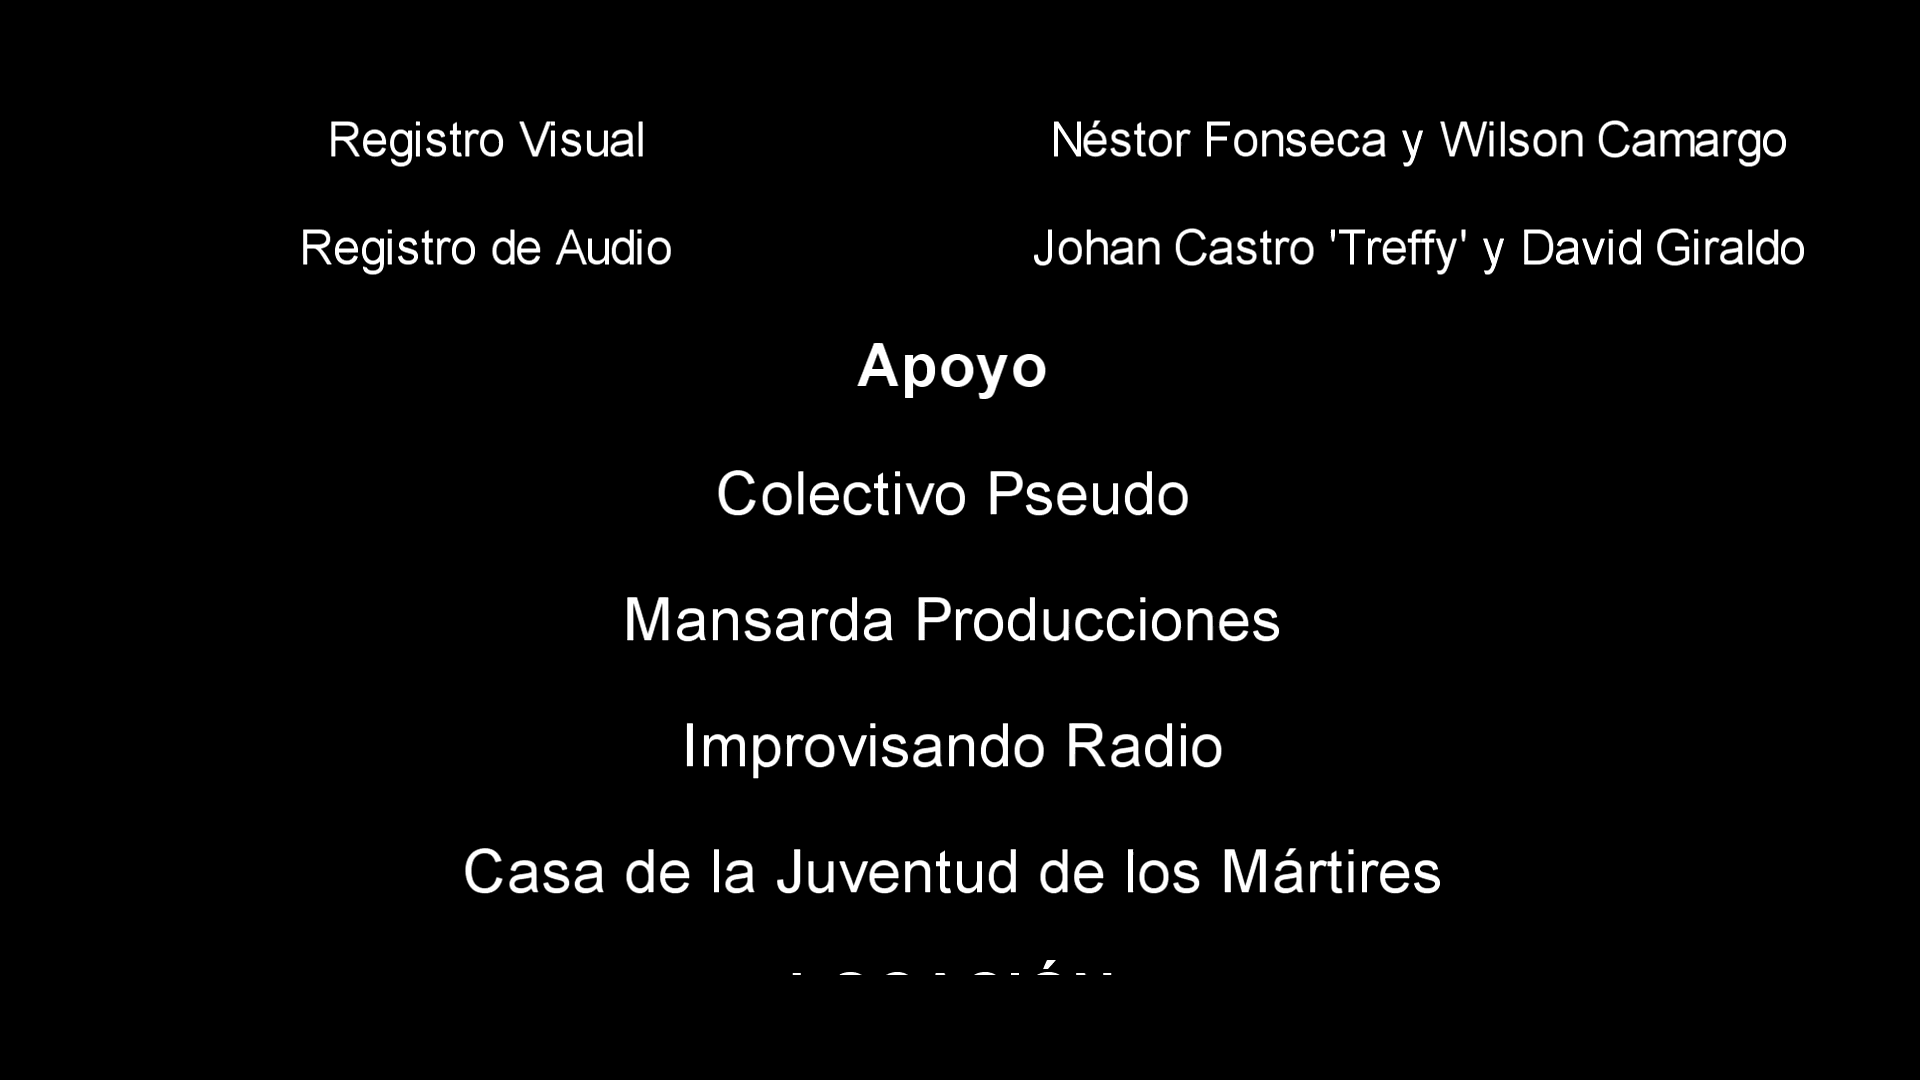 Registro Visual Néstor Fonseca y Wilson Camargo
Registro de Audio Johan Castro 'Treffy' y David Giraldo
Apoyo
Colectivo Pseudo
Mansarda Producciones
Improvisando Radio
Casa de la Juventud de los Mártires